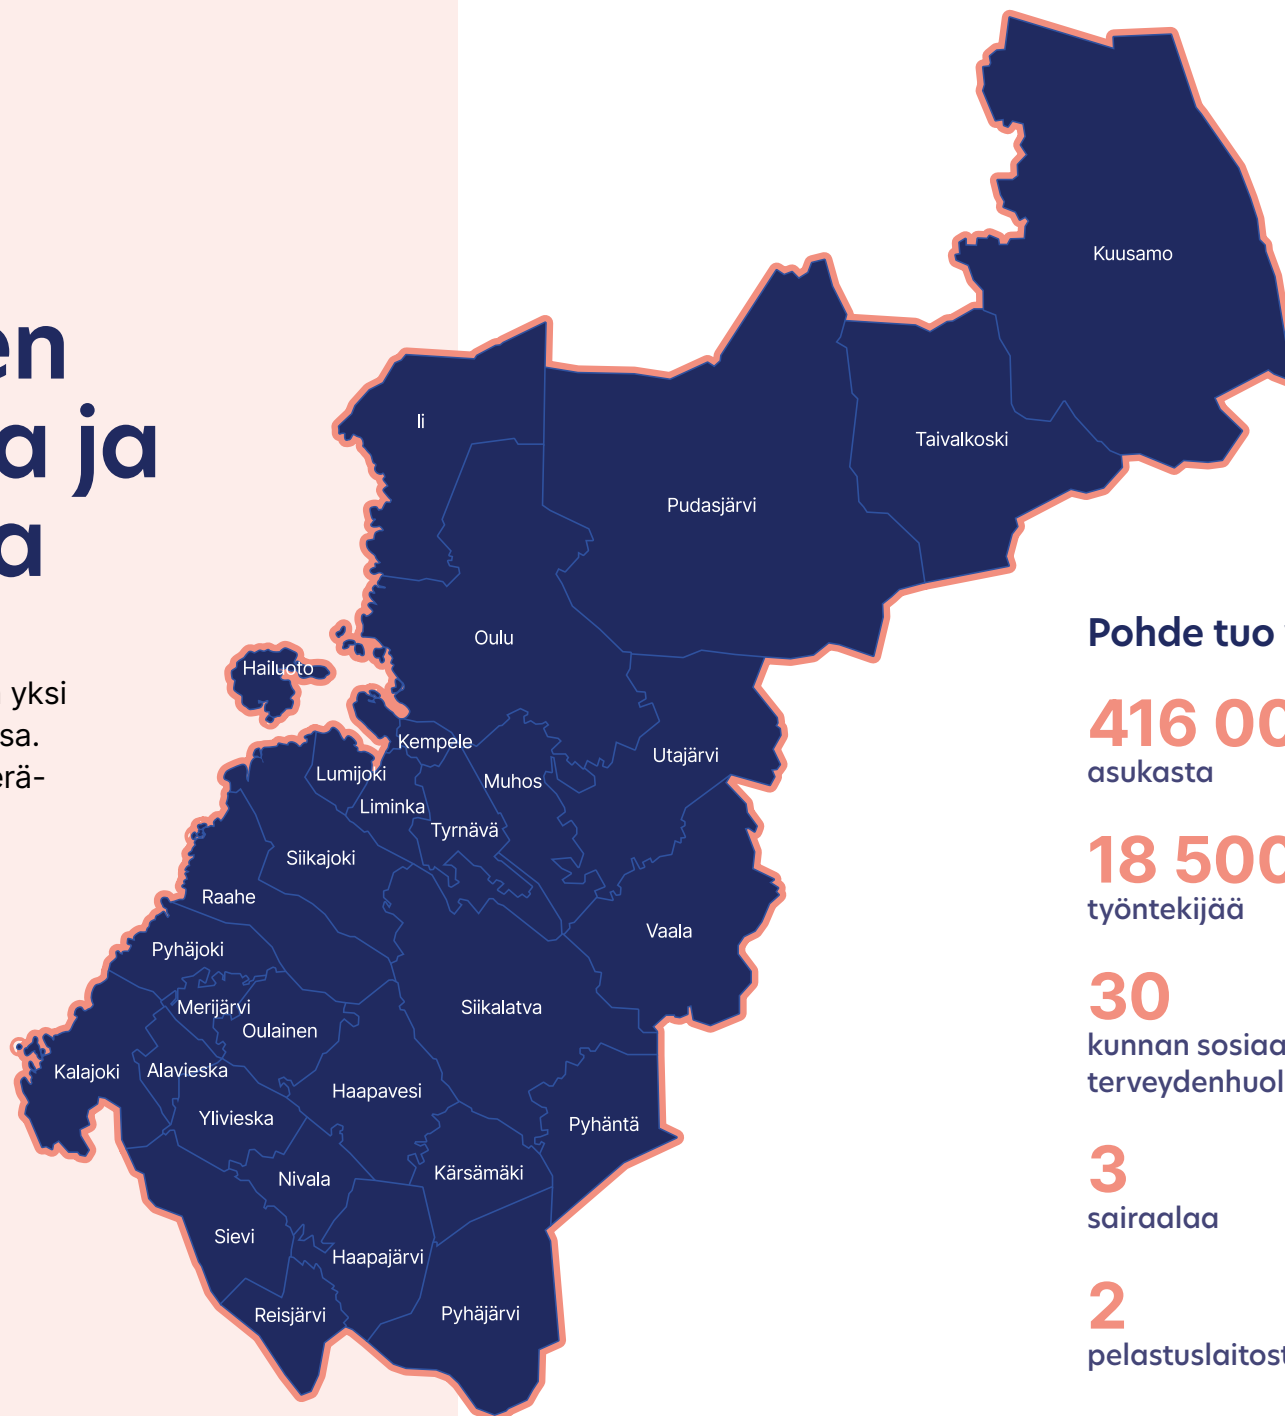 en
a ja
a
yksi
sa.
erä-
Kuusamo
Ii
Taivalkoski
Pudasjärvi
Oulu
Hailuoto
Kempele
Utajärvi
Lumijoki
Muhos
Liminka
Tyrnävä
Siikajoki
Raahe
Vaala
Pyhäjoki
Merijärvi
Siikalatva
Oulainen
Kalajoki
Alavieska
Haapavesi
Ylivieska
Pyhäntä
Nivala
Kärsämäki
Sievi
Haapajärvi
Reisjärvi
Pyhäjärvi
Pohde tuo
416 00
asukasta
18 500
työntekijää
30
kunnan sosiaa
terveydenhuol
3
sairaalaa
2
pelastuslaitost